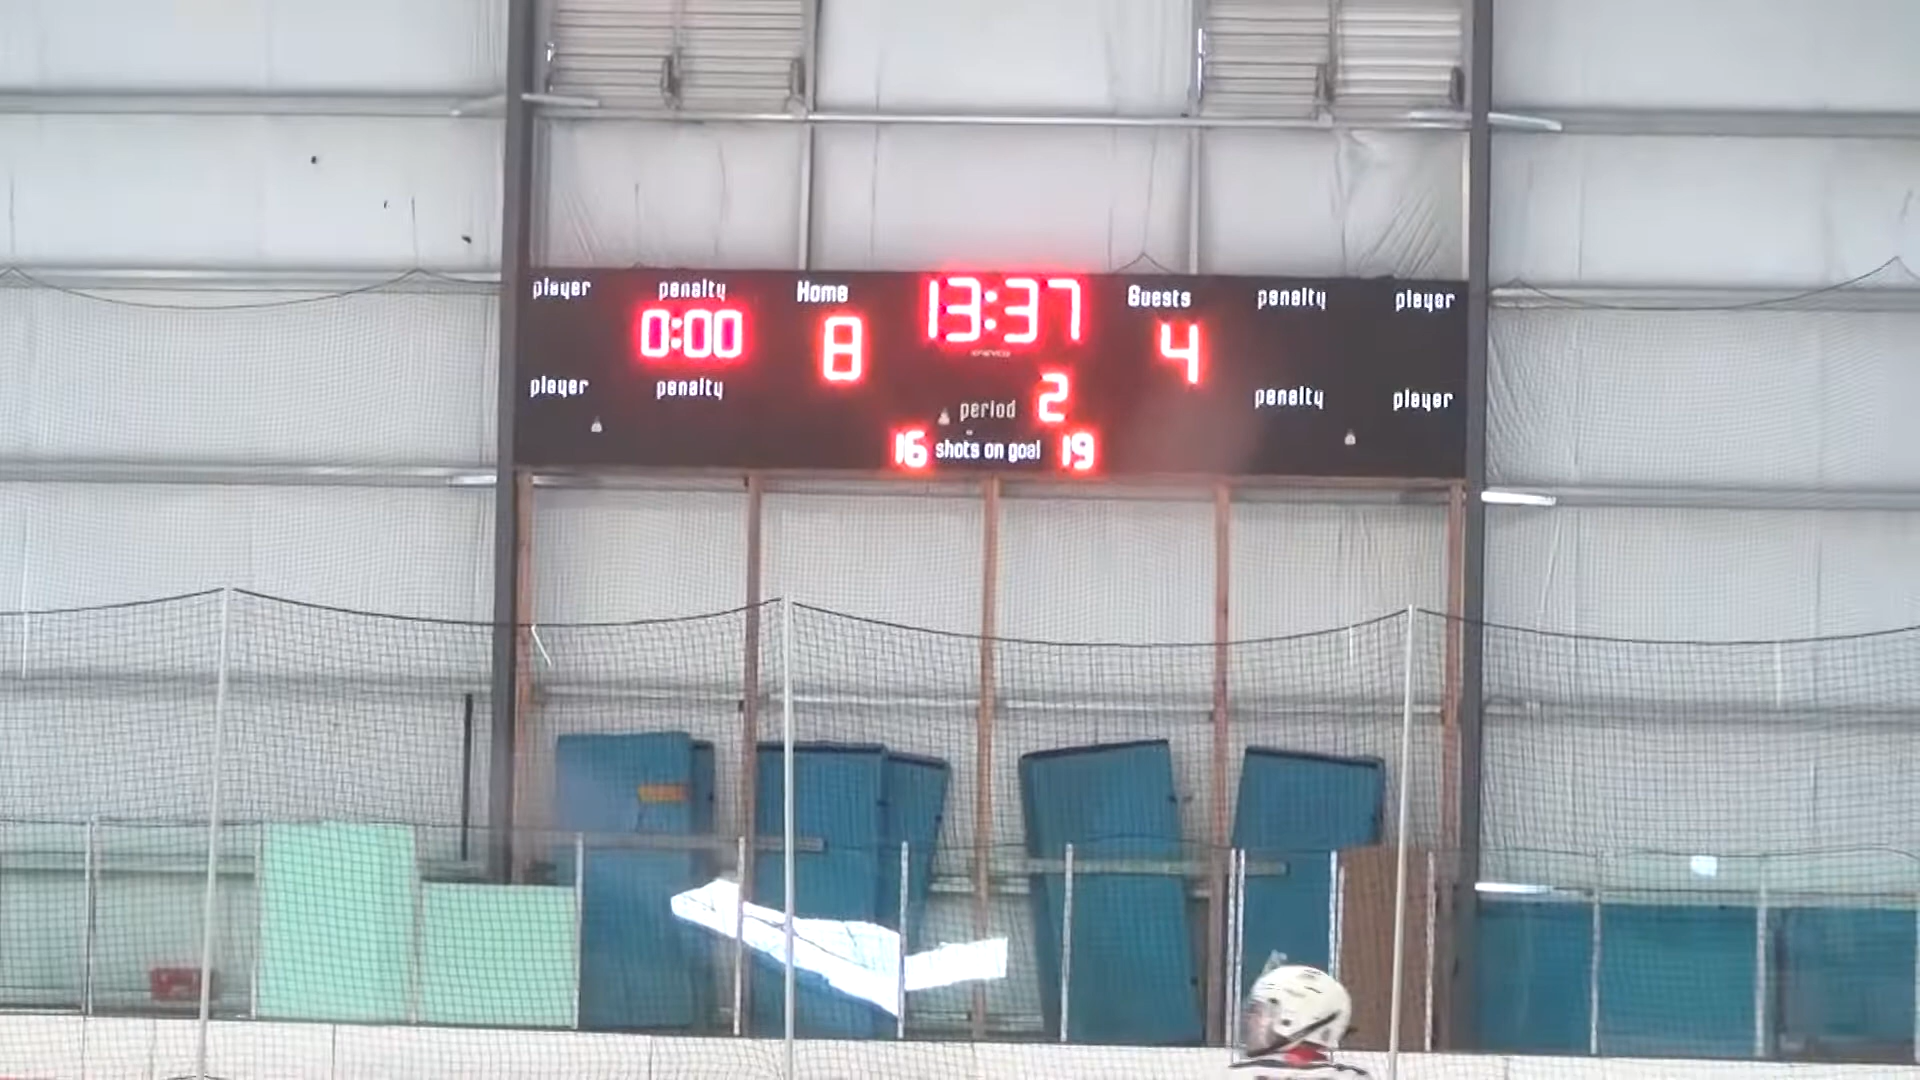 player penalty Home 13:37 Guests penalty player
0:00 8 4
player penalty period 2 penalty player
16 shots on goal 19